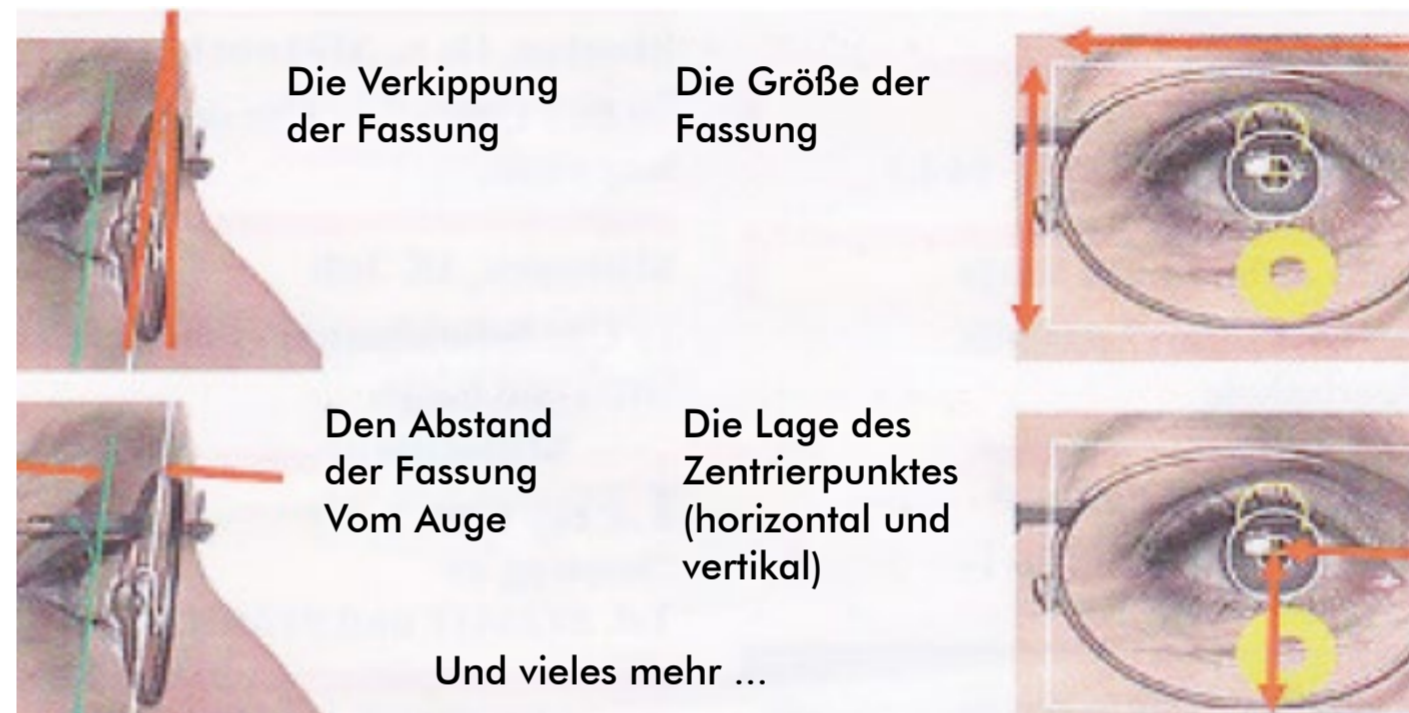 Die Verkippung
der Fassung
Die Größe der
Fassung
Den Abstand
der Fassung
Vom Auge
Die Lage des
Zentrierpunktes
(horizontal und
vertikal)
Und vieles mehr ...